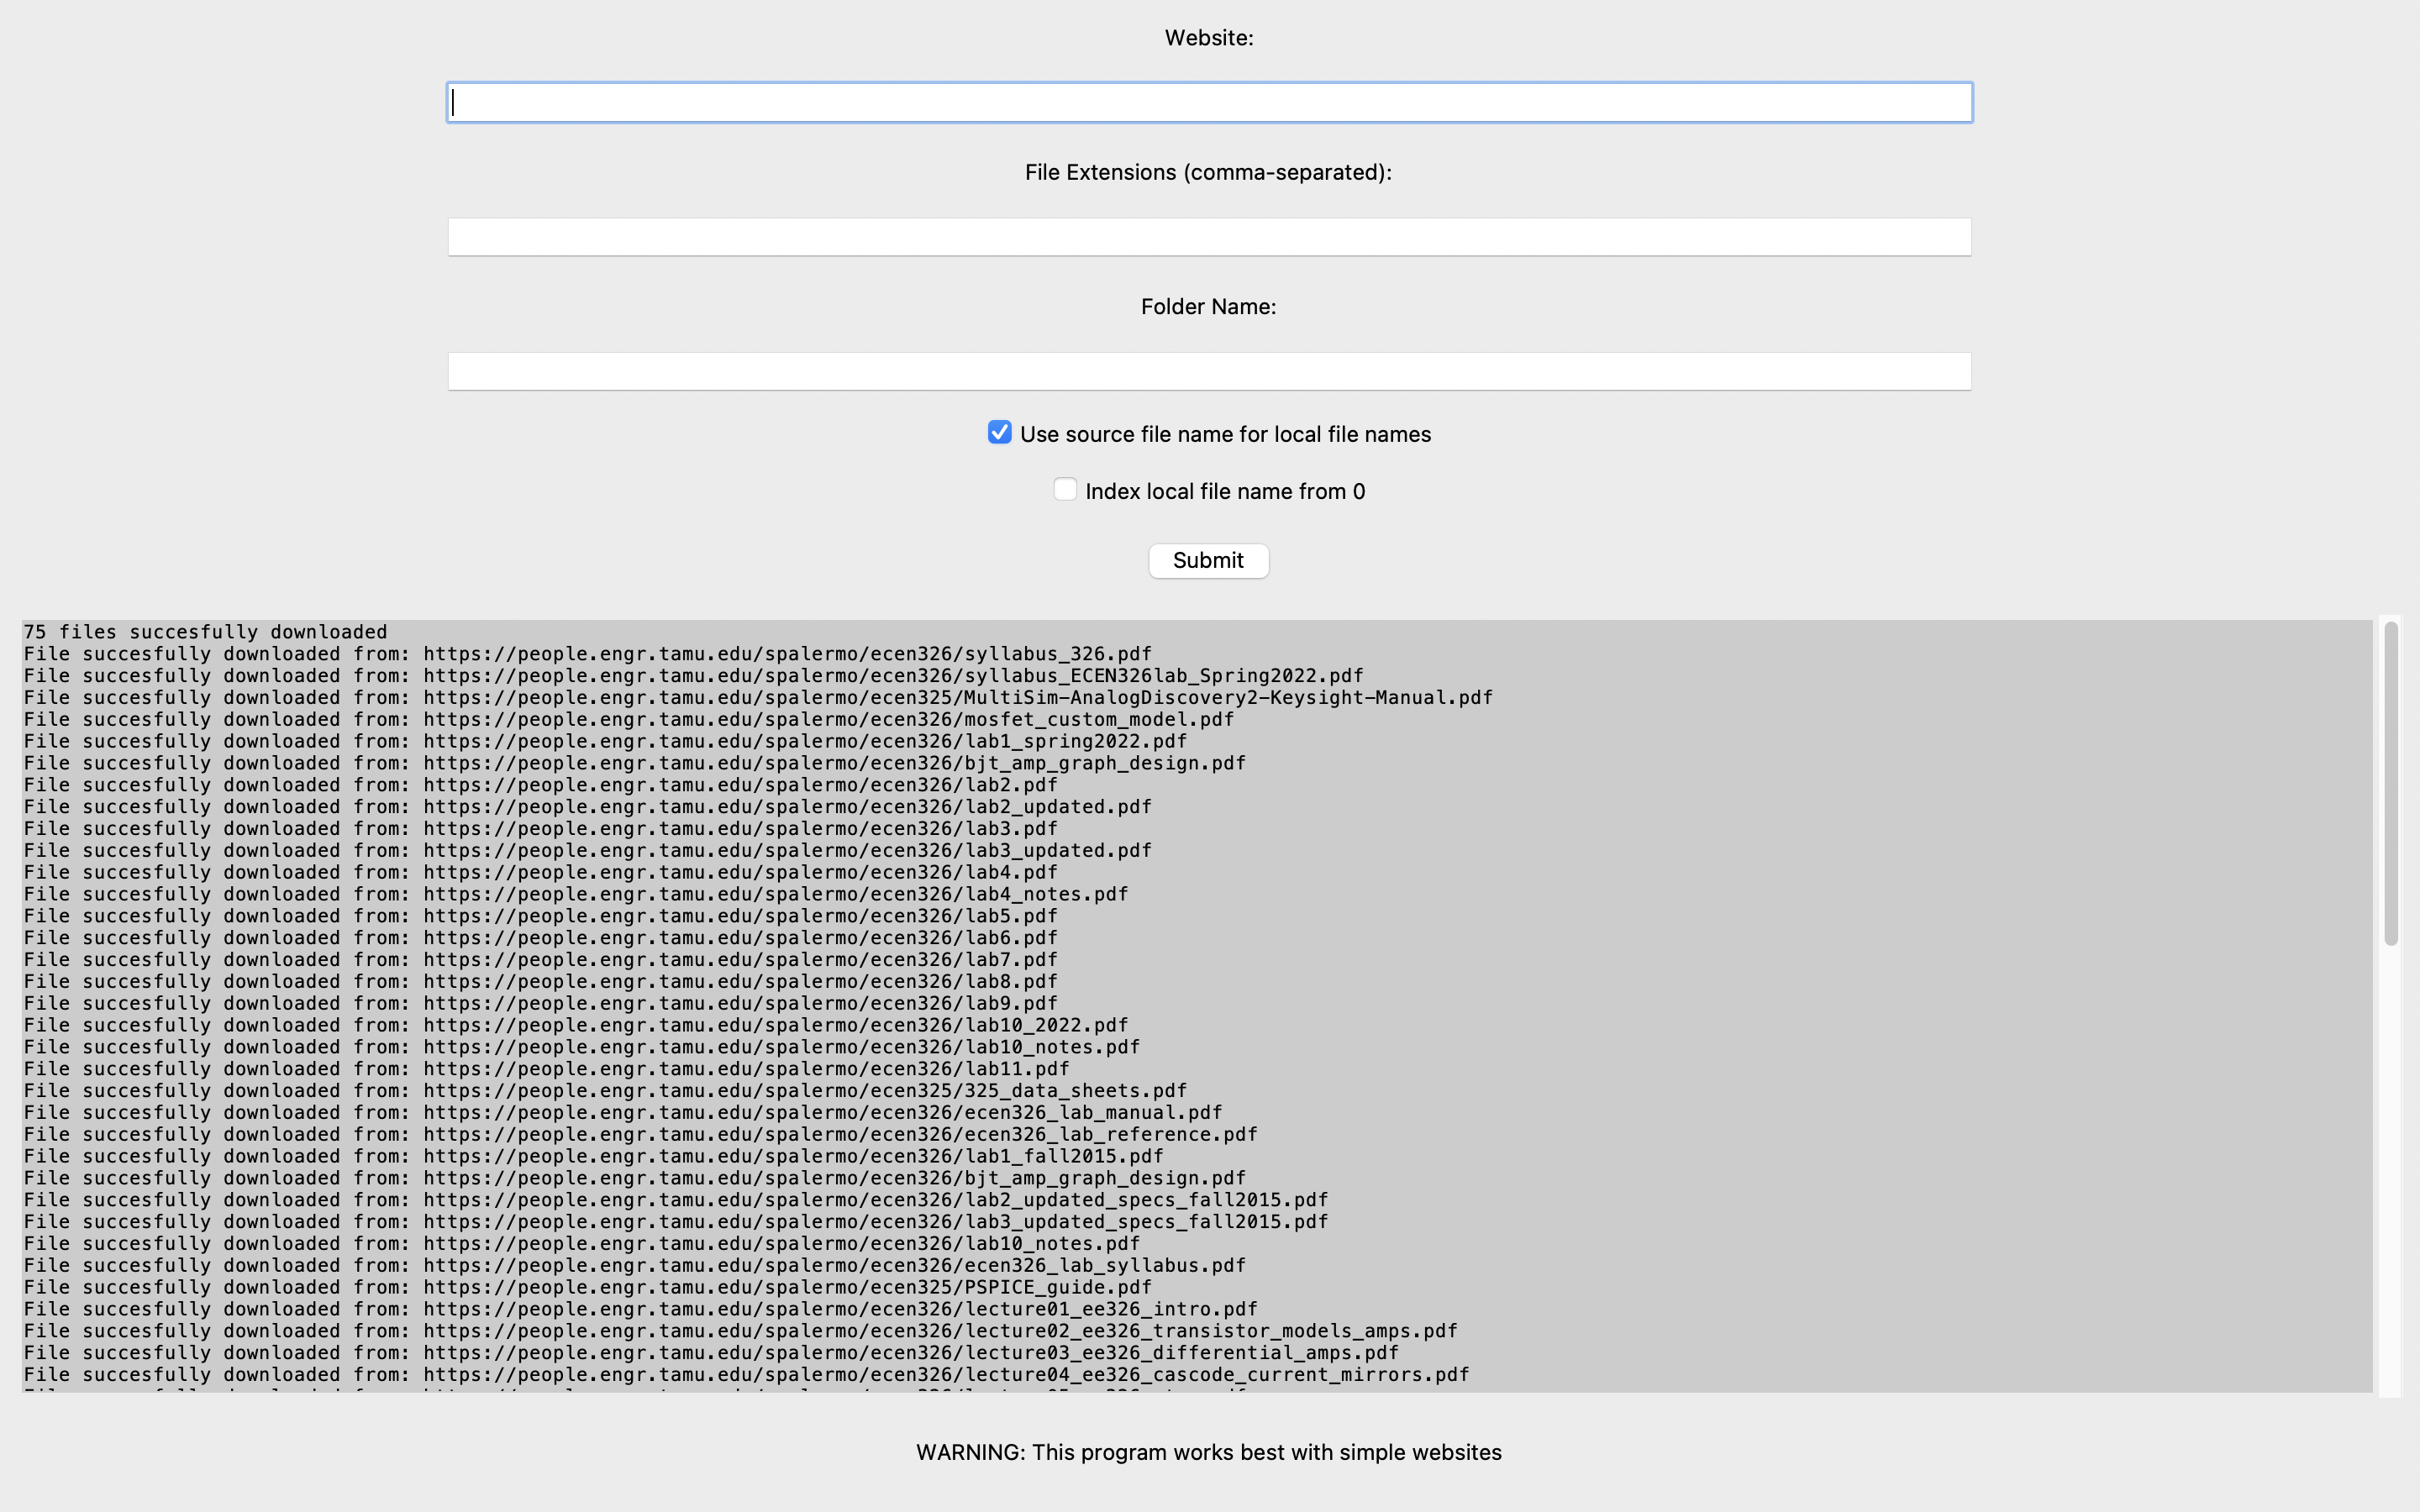 Website:
File Extensions (comma-separated):
Folder Name:
Use source file name for local file names
Index local file name from 0
Submit
75 files succesfully downloaded
File succesfully downloaded from: https://people.engr.tamu.edu/spalermo/ecen326/syllabus_326.pdf
File succesfully downloaded from: https://people.engr.tamu.edu/spalermo/ecen326/syllabus_ECEN326lab_Spring2022.pdf
File succesfully downloaded from: https://people.engr.tamu.edu/spalermo/ecen325/MultiSim-AnalogDiscovery2-Keysight-Manual.pdf
File succesfully downloaded from: https://people.engr.tamu.edu/spalermo/ecen326/mosfet_custom_model.pdf
File succesfully downloaded from: https://people.engr.tamu.edu/spalermo/ecen326/lab1_spring2022.pdf
File succesfully downloaded from: https://people.engr.tamu.edu/spalermo/ecen326/bjt_amp_graph_design.pdf
File succesfully downloaded from: https://people.engr.tamu.edu/spalermo/ecen326/lab2.pdf
File succesfully downloaded from: https://people.engr.tamu.edu/spalermo/ecen326/lab2_updated.pdf
File succesfully downloaded from: https://people.engr.tamu.edu/spalermo/ecen326/lab3.pdf
File succesfully downloaded from: https://people.engr.tamu.edu/spalermo/ecen326/lab3_updated.pdf
File succesfully downloaded from: https://people.engr.tamu.edu/spalermo/ecen326/lab4.pdf
File succesfully downloaded from: https://people.engr.tamu.edu/spalermo/ecen326/lab4_notes.pdf
File succesfully downloaded from: https://people.engr.tamu.edu/spalermo/ecen326/lab5.pdf
File succesfully downloaded from: https://people.engr.tamu.edu/spalermo/ecen326/lab6.pdf
File succesfully downloaded from: https://people.engr.tamu.edu/spalermo/ecen326/lab7.pdf
File succesfully downloaded from: https://people.engr.tamu.edu/spalermo/ecen326/lab8.pdf
File succesfully downloaded from: https://people.engr.tamu.edu/spalermo/ecen326/lab9.pdf
File succesfully downloaded from: https://people.engr.tamu.edu/spalermo/ecen326/lab10_2022.pdf
File succesfully downloaded from: https://people.engr.tamu.edu/spalermo/ecen326/lab10_notes.pdf
File succesfully downloaded from: https://people.engr.tamu.edu/spalermo/ecen326/lab11.pdf
File succesfully downloaded from: https://people.engr.tamu.edu/spalermo/ecen325/325_data_sheets.pdf
File succesfully downloaded from: https://people.engr.tamu.edu/spalermo/ecen326/ecen326_lab_manual.pdf
File succesfully downloaded from: https://people.engr.tamu.edu/spalermo/ecen326/ecen326_lab_reference.pdf
File succesfully downloaded from: https://people.engr.tamu.edu/spalermo/ecen326/lab1_fall2015.pdf
File succesfully downloaded from: https://people.engr.tamu.edu/spalermo/ecen326/bjt_amp_graph_design.pdf
File succesfully downloaded from: https://people.engr.tamu.edu/spalermo/ecen326/lab2_updated_specs_fall2015.pdf
File succesfully downloaded from: https://people.engr.tamu.edu/spalermo/ecen326/lab3_updated_specs_fall2015.pdf
File succesfully downloaded from: https://people.engr.tamu.edu/spalermo/ecen326/lab10_notes.pdf
File succesfully downloaded from: https://people.engr.tamu.edu/spalermo/ecen326/ecen326_lab_syllabus.pdf
File succesfully downloaded from: https://people.engr.tamu.edu/spalermo/ecen325/PSPICE_guide.pdf
File succesfully downloaded from: https://people.engr.tamu.edu/spalermo/ecen326/lecture01_ee326_intro.pdf
File succesfully downloaded from: https://people.engr.tamu.edu/spalermo/ecen326/lecture02_ee326_transistor_models_amps.pdf
File succesfully downloaded from: https://people.engr.tamu.edu/spalermo/ecen326/lecture03_ee326_differential_amps.pdf
File succesfully downloaded from: https://people.engr.tamu.edu/spalermo/ecen326/lecture04_ee326_cascode_current_mirrors.pdf
WARNING: This program works best with simple websites